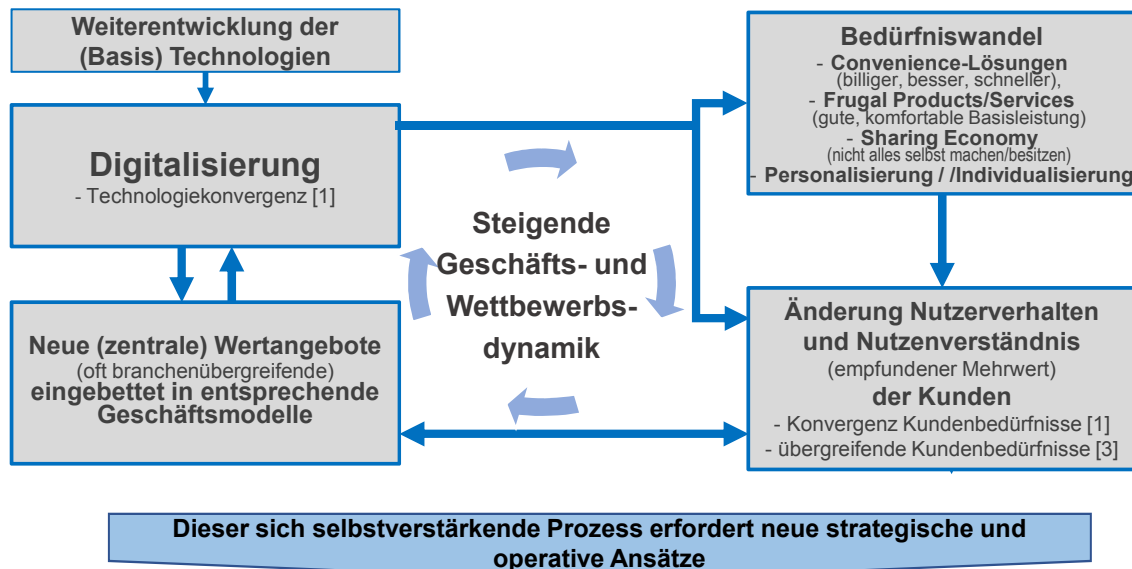 Weiterentwicklung der
(Basis) Technologien
Digitalisierung
- Technologiekonvergenz [1]
Neue (zentrale) Wertangebote
(oft branchenübergreifende)
eingebettet in entsprechende
Geschäftsmodelle
Steigende
Geschäfts- und
Wettbewerbs-
dynamik
Bedürfniswandel
- Convenience-Lösungen
(billiger, besser, schneller),
- Frugal Products/Services
(gute, komfortable Basisleistung)
- Sharing Economy
(nicht alles selbst machen/besitzen)
- Personalisierung / /Individualisierung
Änderung Nutzerverhalten
und Nutzenverständnis
(empfundener Mehrwert)
der Kunden
- Konvergenz Kundenbedürfnisse [1]
- übergreifende Kundenbedürfnisse [3]
Dieser sich selbstverstärkende Prozess erfordert neue strategische und
operative Ansätze